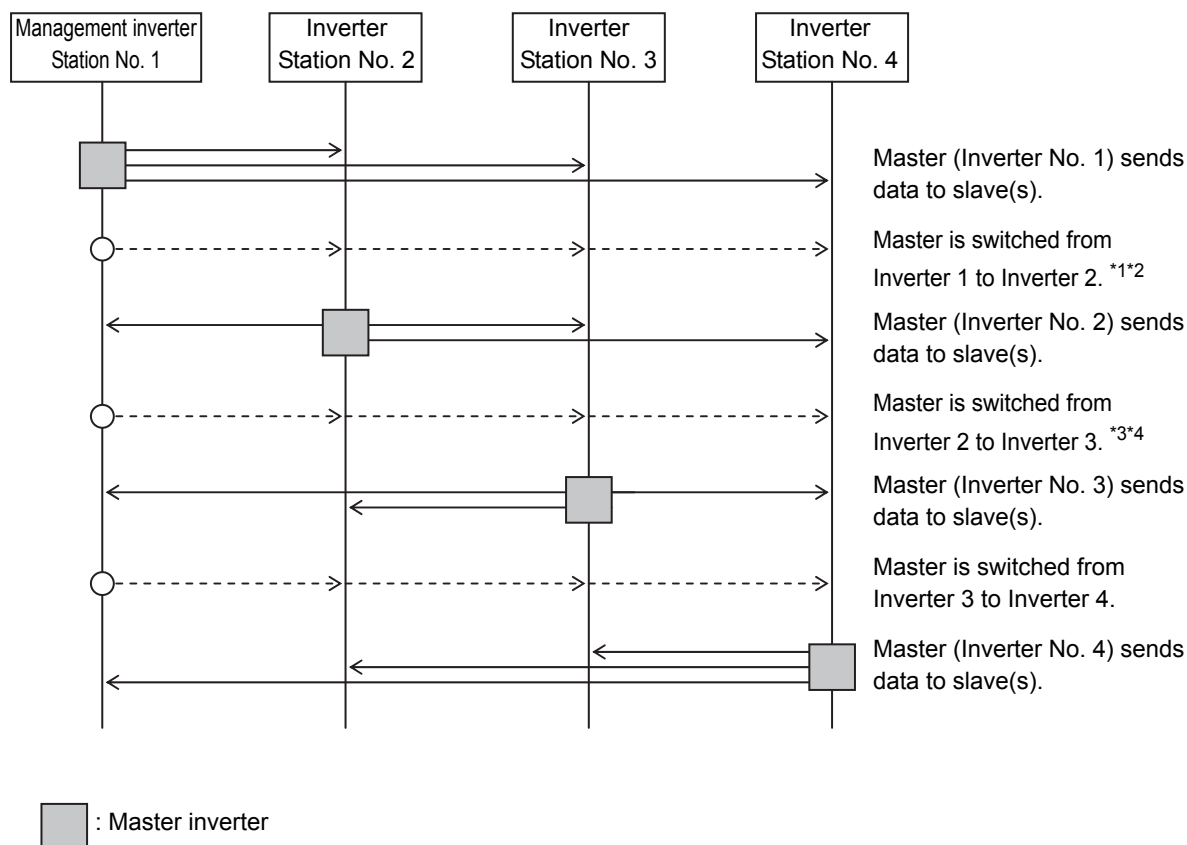 Management inverter
Station No. 1
Inverter
Station No. 2
Inverter
Station No. 3
Inverter
Station No. 4
Master (Inverter No. 1) sends
data to slave(s).
Master is switched from
Inverter 1 to Inverter 2. *1*2
Master (Inverter No. 2) sends
data to slave(s).
Master is switched from
Inverter 2 to Inverter 3. *3*4
Master (Inverter No. 3) sends
data to slave(s).
Master is switched from
Inverter 3 to Inverter 4.
Master (Inverter No. 4) sends
data to slave(s).
: Master inverter